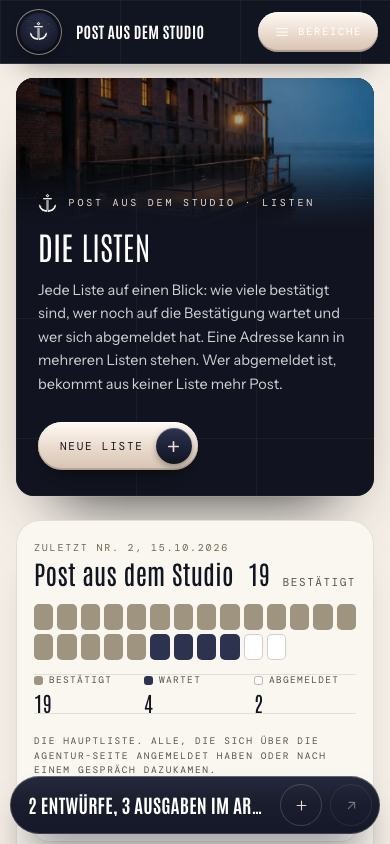 POST AUS DEM STUDIO
BEREICHE
POST AUS DEM STUDIO · LISTEN
DIE LISTEN
Jede Liste auf einen Blick: wie viele bestätigt
sind, wer noch auf die Bestätigung wartet und
wer sich abgemeldet hat. Eine Adresse kann in
mehreren Listen stehen. Wer abgemeldet ist,
bekommt aus keiner Liste mehr Post.
NEUE LISTE
ZULETZT NR. 2, 15.10.2026
Post aus dem Studio 19 BESTÄTIGT
BESTÄTIGT WARTET ABGEMELDET
19 4 2
DIE HAUPTLISTE. ALLE, DIE SICH ÜBER DIE
AGENTUR-SEITE ANGEMELDET HABEN ODER NACH
EINEM GESPRÄCH DAZUKAMEN.
2 ENTWÜRFE, 3 AUSGABEN IM AR…